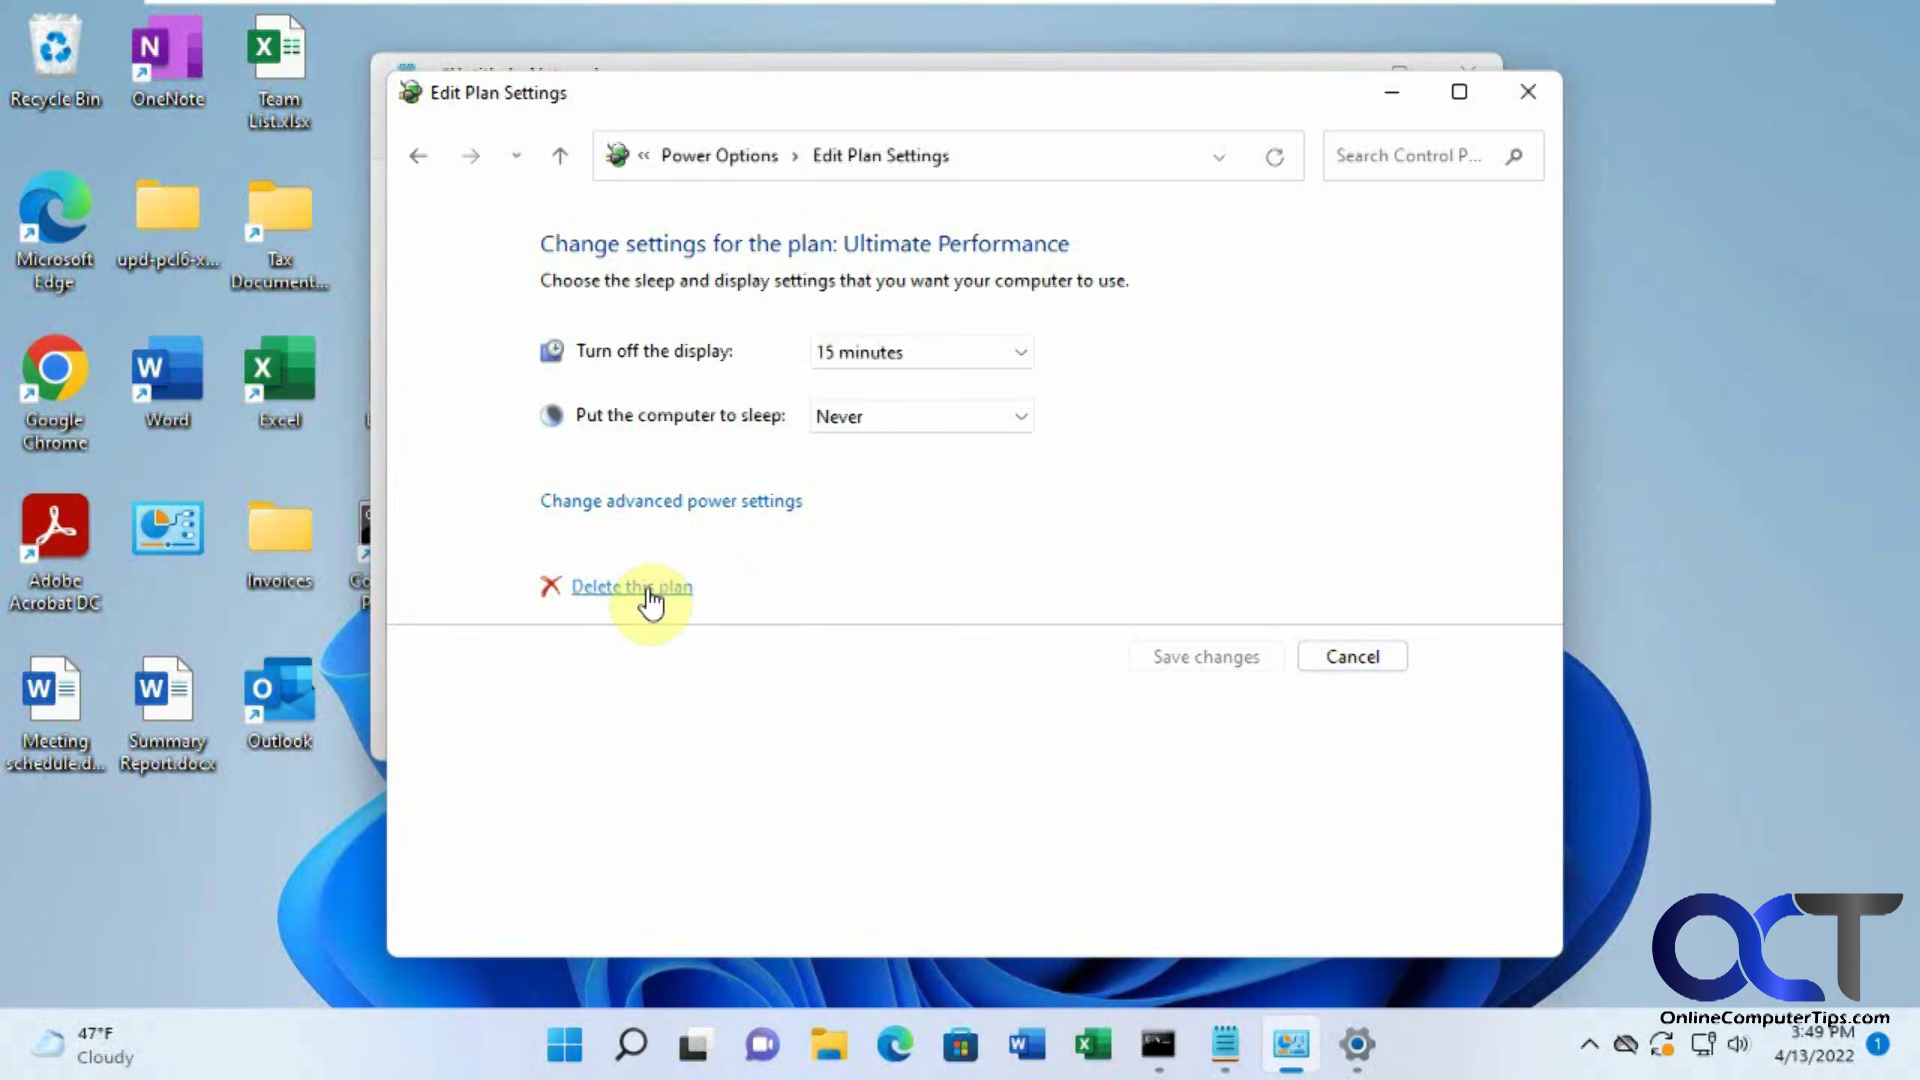 Recycle Bin
OneNote
Team
List.xlsx
Microsoft
Edge
upd-pcl6-x...
Tax
Document...
Google
Chrome
Word
Excel
Adobe
Acrobat DC
Invoices
Meeting
schedule.d...
Summary
Report.docx
Outlook
Edit Plan Settings
« Power Options > Edit Plan Settings
Search Control P...
Change settings for the plan: Ultimate Performance
Choose the sleep and display settings that you want your computer to use.
Turn off the display:
15 minutes
Put the computer to sleep:
Never
Change advanced power settings
Delete this plan
Save changes
Cancel
OCT
OnlineComputerTips.com
47°F
Cloudy
3:49 PM
4/13/2022
1